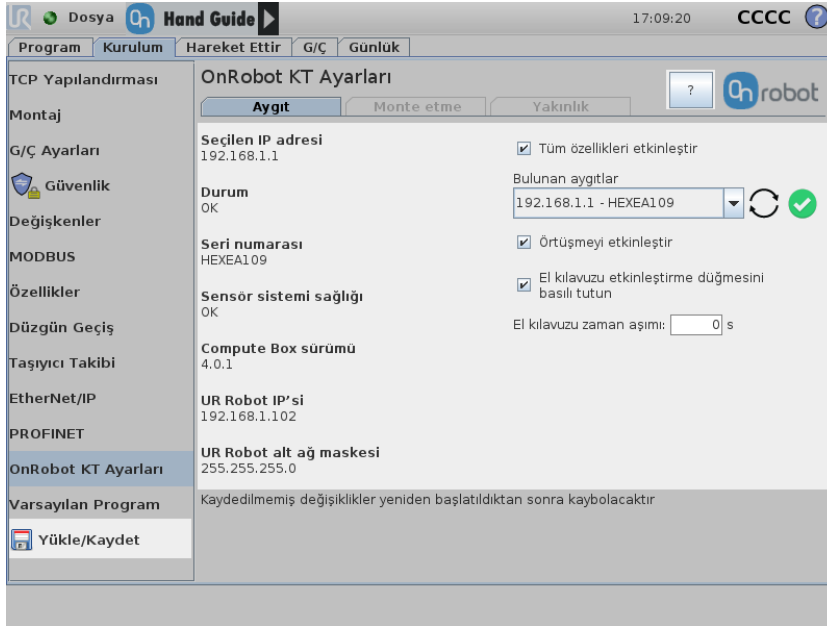 UR Dosya On Hand Guide 17:09:20 CCCC ?
Program Kurulum Hareket Ettir G/Ç Günlük
TCP Yapılandırması
Montaj
G/Ç Ayarları
Güvenlik
Değişkenler
MODBUS
Özellikler
Düzgün Geçiş
Taşıyıcı Takibi
EtherNet/IP
PROFINET
OnRobot KT Ayarları
Varsayılan Program
Yükle/Kaydet
OnRobot KT Ayarları
? On robot
Aygıt Monte etme Yakınlık
Seçilen IP adresi
192.168.1.1
Durum
OK
Seri numarası
HEXEA109
Sensör sistemi sağlığı
OK
Compute Box sürümü
4.0.1
UR Robot IP’si
192.168.1.102
UR Robot alt ağ maskesi
255.255.255.0
Tüm özellikleri etkinleştir
Bulunan aygıtlar
192.168.1.1 - HEXEA109
Örtüşmeyi etkinleştir
El kılavuzu etkinleştirme düğmesini
basılı tutun
El kılavuzu zaman aşımı: 0 s
Kaydedilmemiş değişiklikler yeniden başlatıldıktan sonra kaybolacaktır